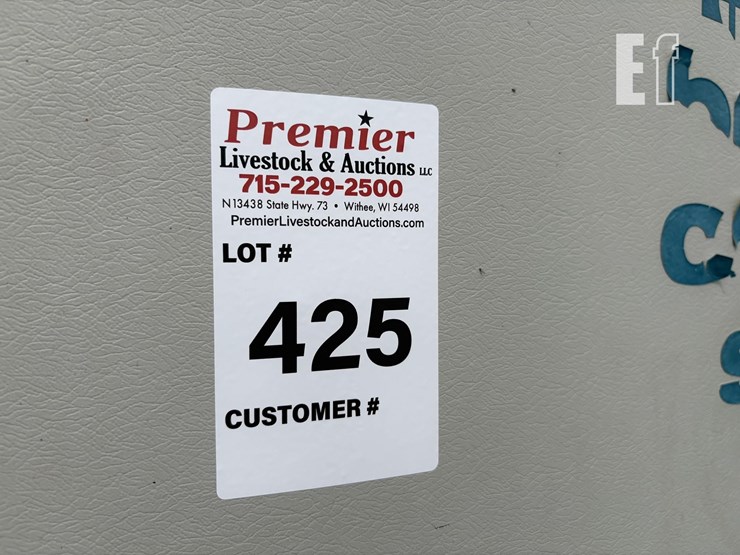 Ef
Premier
Livestock & Auctions LLC
715-229-2500
N13438 State Hwy. 73 • Withee, WI 54498
PremierLivestockandAuctions.com
LOT #
425
CUSTOMER #